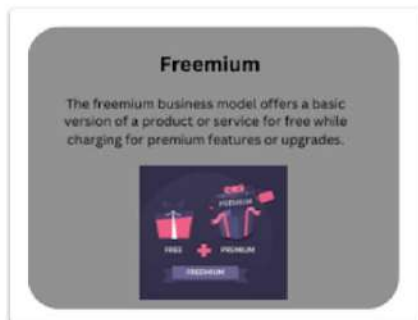 Freemium
The freemium business model offers a basic
version of a product or service for free while
charging for premium features or upgrades.
PREMIUM
FREE
PREMIUM
FREEMIUM